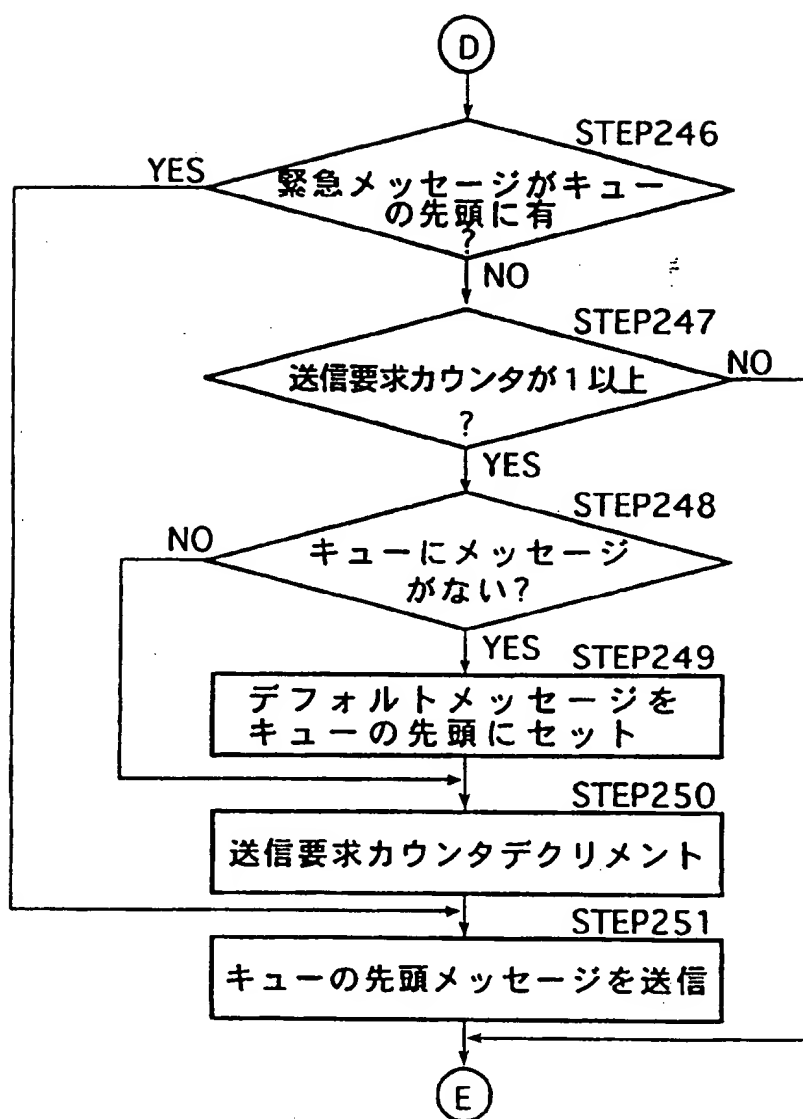 D
STEP246
YES
緊急メッセージがキュー
の先頭に有
?
NO
STEP247
送信要求カウンタが1以上
?
NO
YES
STEP248
NO
キューにメッセージ
がない?
YES
STEP249
デフォルトメッセージを
キューの先頭にセット
STEP250
送信要求カウンタデクリメント
STEP251
キューの先頭メッセージを送信
E